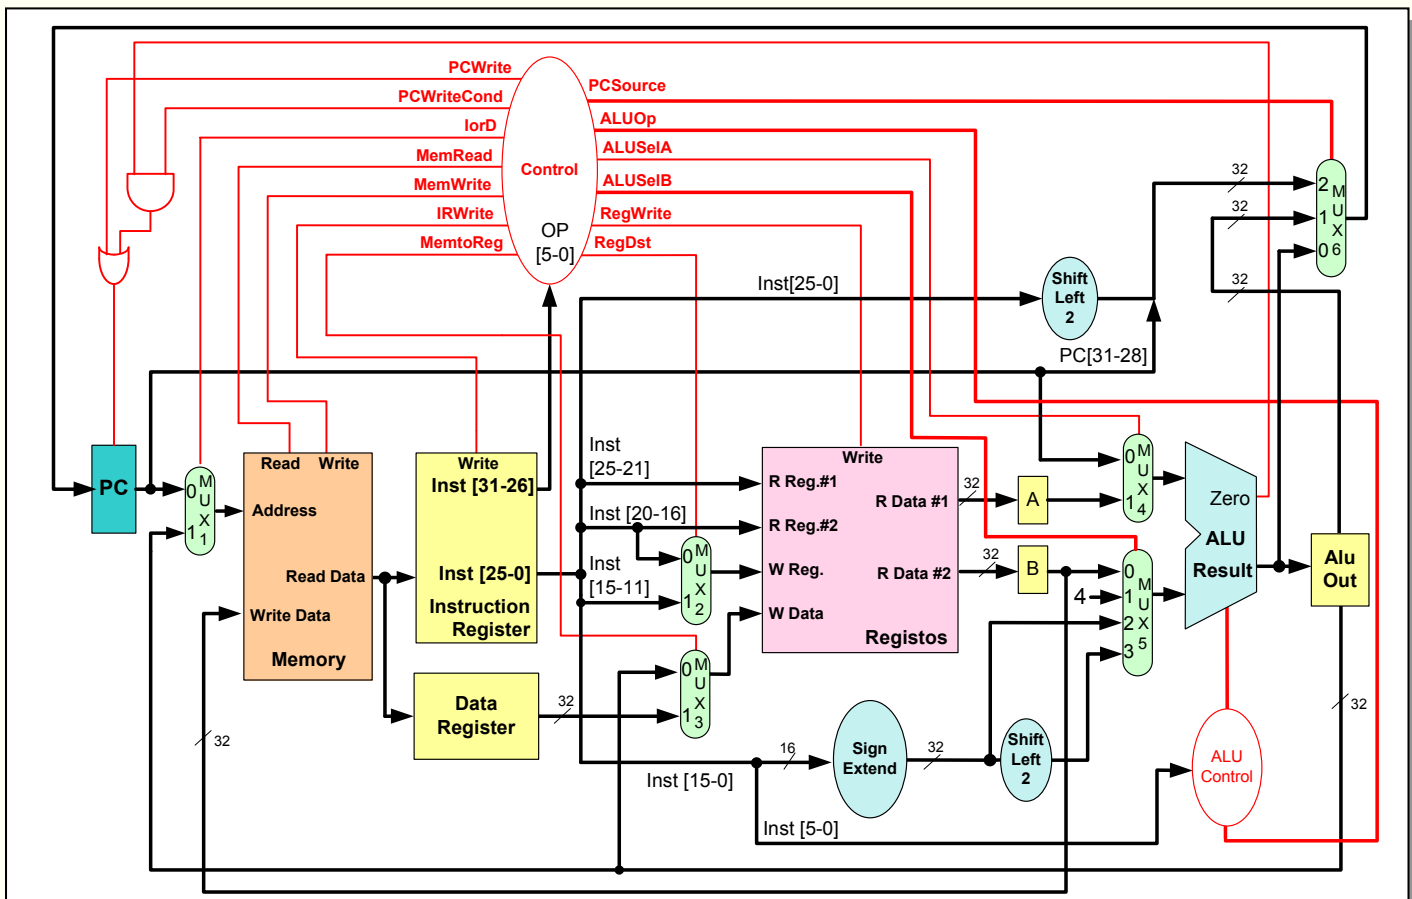 PCWrite
PCWriteCond
IorD
MemRead
MemWrite
IRWrite
MemtoReg
Control
OP
[5-0]
PCSource
ALUOp
ALUSelA
ALUSelB
RegWrite
RegDst
32
32
32
2
1
0
M
U
X
6
Inst[25-0]
Shift
Left
2
PC[31-28]
PC
0
1
M
U
X
1
Read Write
Address
Read Data
Write Data
Memory
32
Write
Inst [31-26]
Inst [25-0]
Instruction
Register
Data
Register
32
Inst
[25-21]
Inst [20-16]
Inst
[15-11]
0
1
M
U
X
2
0
1
M
U
X
3
Write
R Reg.#1
R Reg.#2
W Reg.
W Data
R Data #1
R Data #2
Registos
32
32
A
B
0
1
M
U
X
4
4
0
1
2
3
M
U
X
5
Zero
ALU
Result
Alu
Out
32
Inst [15-0]
16
Sign
Extend
32
Shift
Left
2
ALU
Control
Inst [5-0]